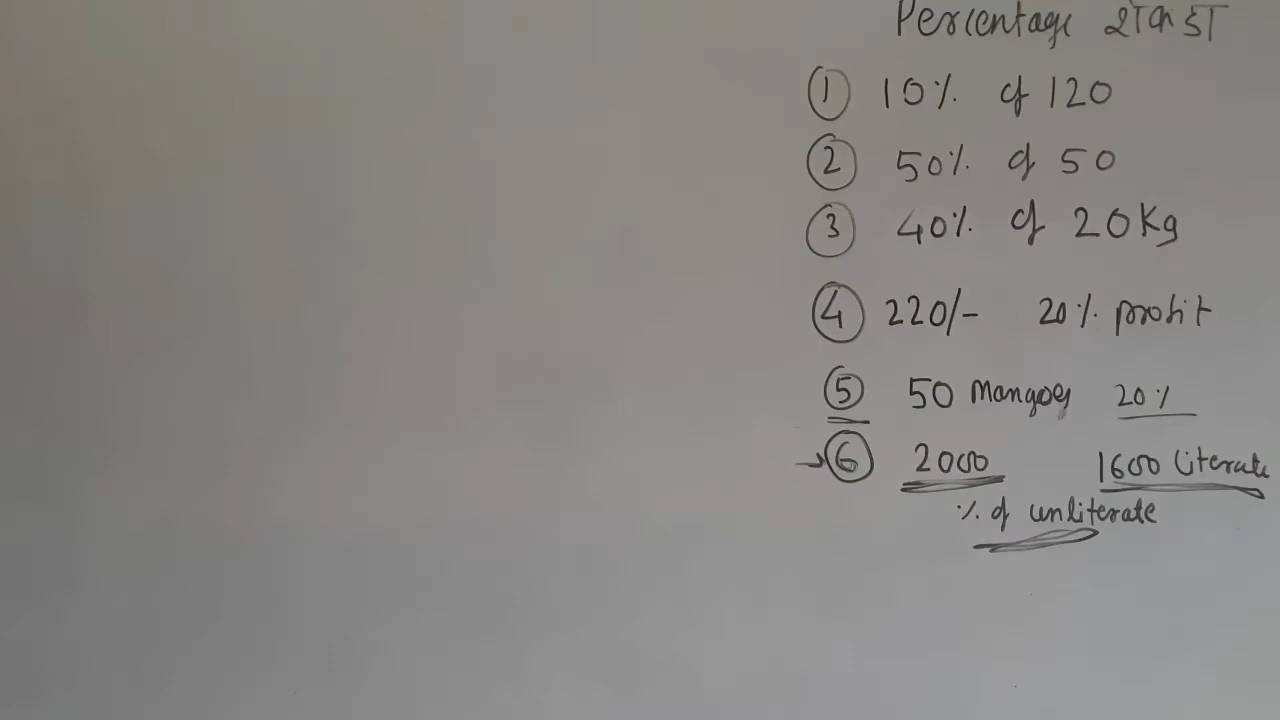 Percentage
① 10% of 120
② 50% of 50
③ 40% of 20Kg
④ 220/- 20% profit
⑤ 50 Mangoes 20%
→⑥ 2000 1600 literate
% of unliterate